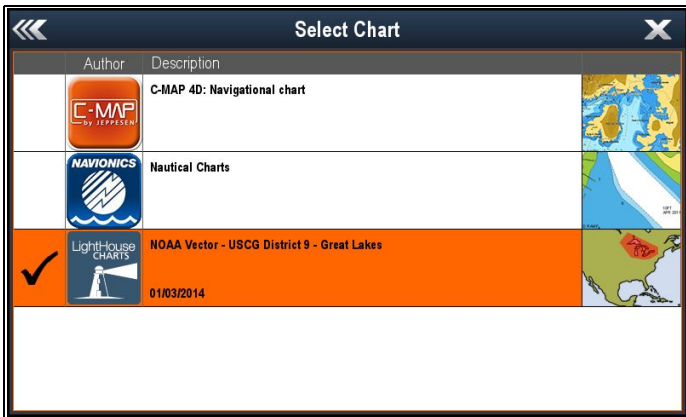 Select Chart
Author Description
C-MAP
by JEPPESEN
C-MAP 4D: Navigational chart
NAVIONICS
Nautical Charts
LightHouse
CHARTS
NOAA Vector - USCG District 9 - Great Lakes
01/03/2014